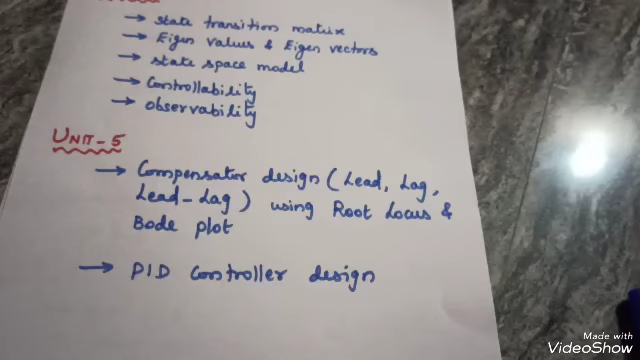 → state transition matrix
→ Eigen values & Eigen vectors
→ state space model
→ Controllability
→ observability
UNIT-5
→ Compensator design (Lead, Lag,
Lead-Lag) using Root Locus &
Bode plot
→ PID Controller design
Made with
VideoShow